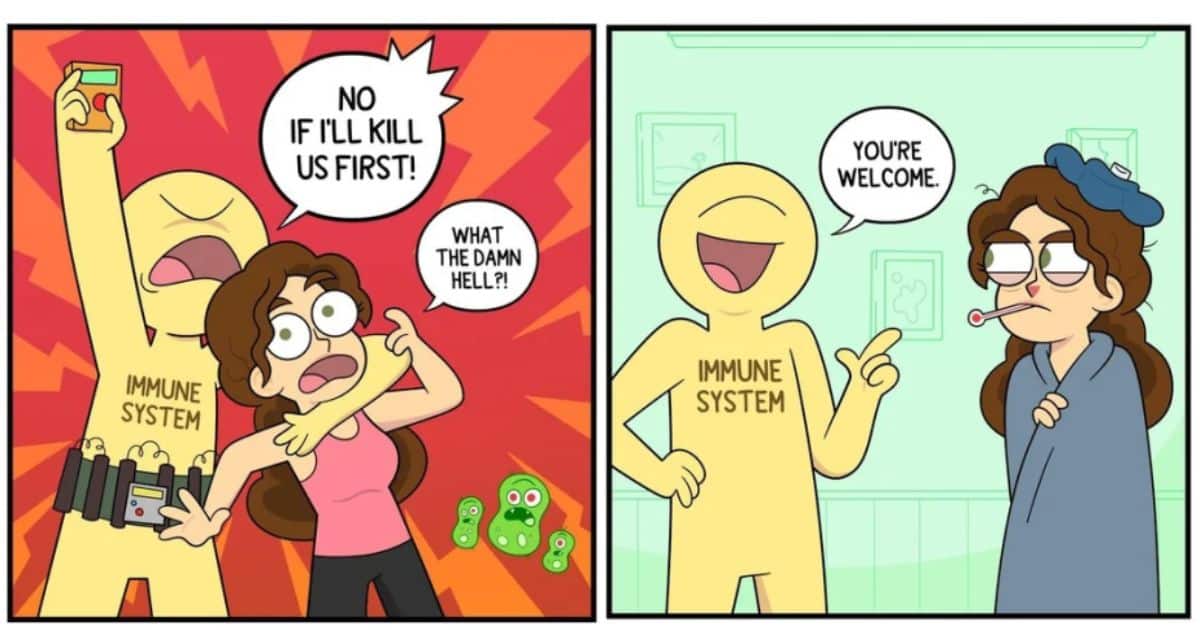 NO
IF I'LL KILL
US FIRST!
WHAT
THE DAMN
HELL?!
IMMUNE
SYSTEM
YOU'RE
WELCOME.
IMMUNE
SYSTEM